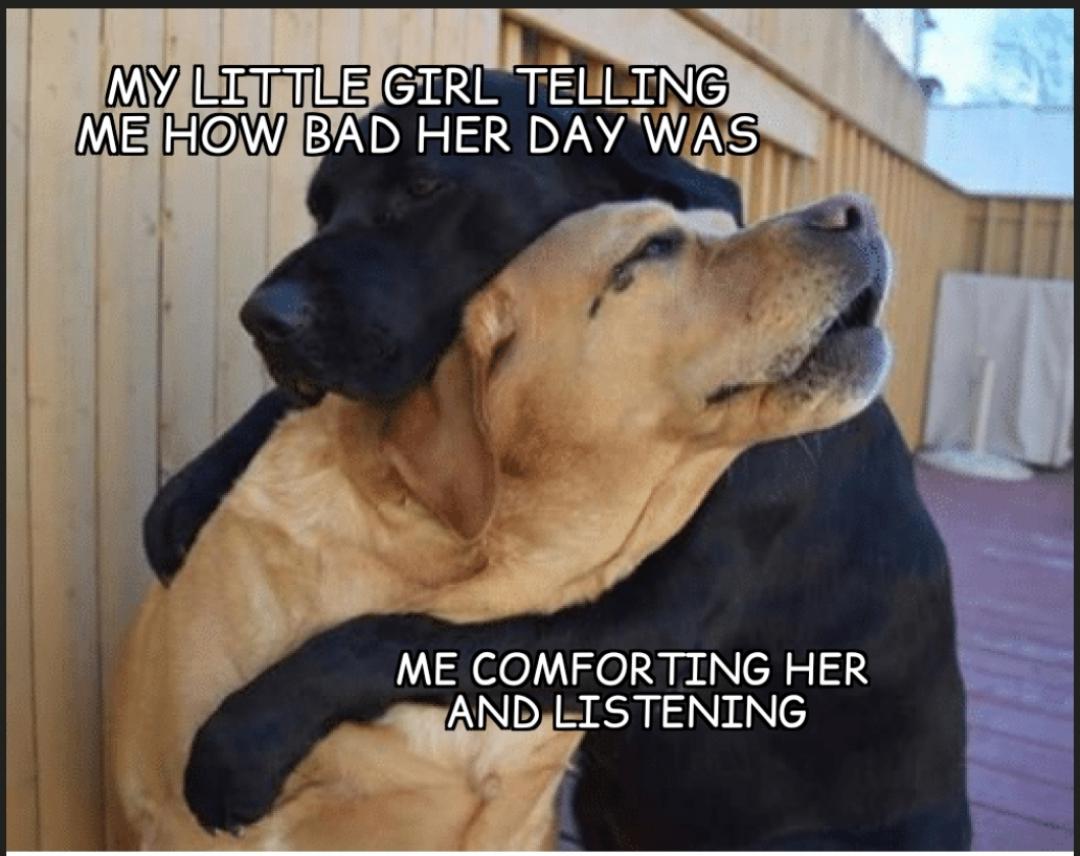 MY LITTLE GIRL TELLING
ME HOW BAD HER DAY WAS
ME COMFORTING HER
AND LISTENING